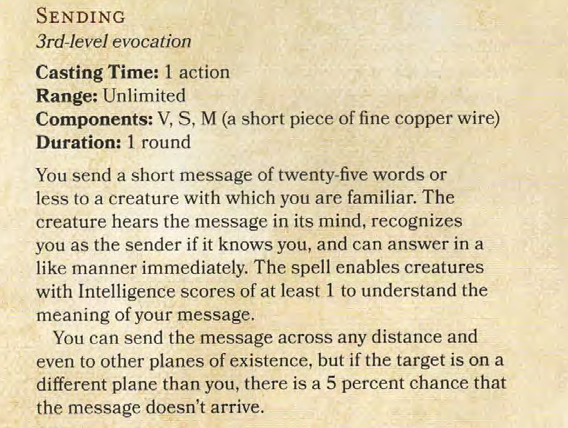 SENDING
3rd-level evocation
Casting Time: 1 action
Range: Unlimited
Components: V, S, M (a short piece of fine copper wire)
Duration: 1 round
You send a short message of twenty-five words or
less to a creature with which you are familiar. The
creature hears the message in its mind, recognizes
you as the sender if it knows you, and can answer in a
like manner immediately. The spell enables creatures
with Intelligence scores of at least 1 to understand the
meaning of your message.
You can send the message across any distance and
even to other planes of existence, but if the target is on a
different plane than you, there is a 5 percent chance that
the message doesn't arrive.